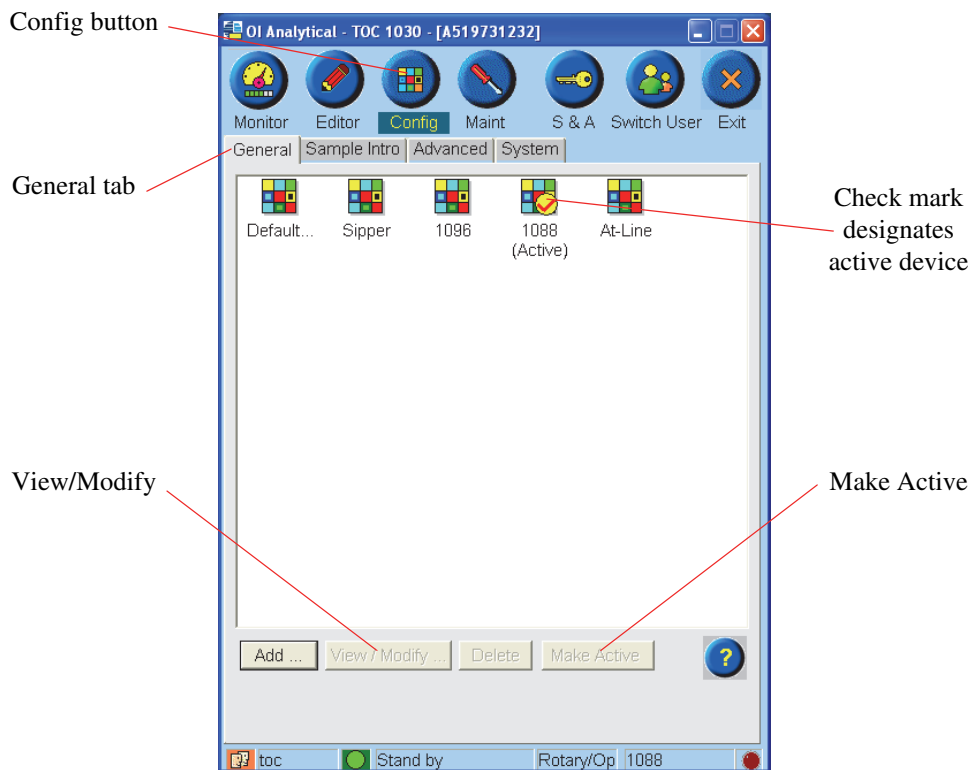 Config button
OI Analytical - TOC 1030 - [A519731232]
Monitor Editor Config Maint S & A Switch User Exit
General Sample Intro Advanced System
General tab
Default... Sipper 1096 1088 At-Line
(Active)
Check mark
designates
active device
View/Modify
Make Active
Add ... View / Modify ... Delete Make Active ?
toc Stand by Rotary/Op 1088